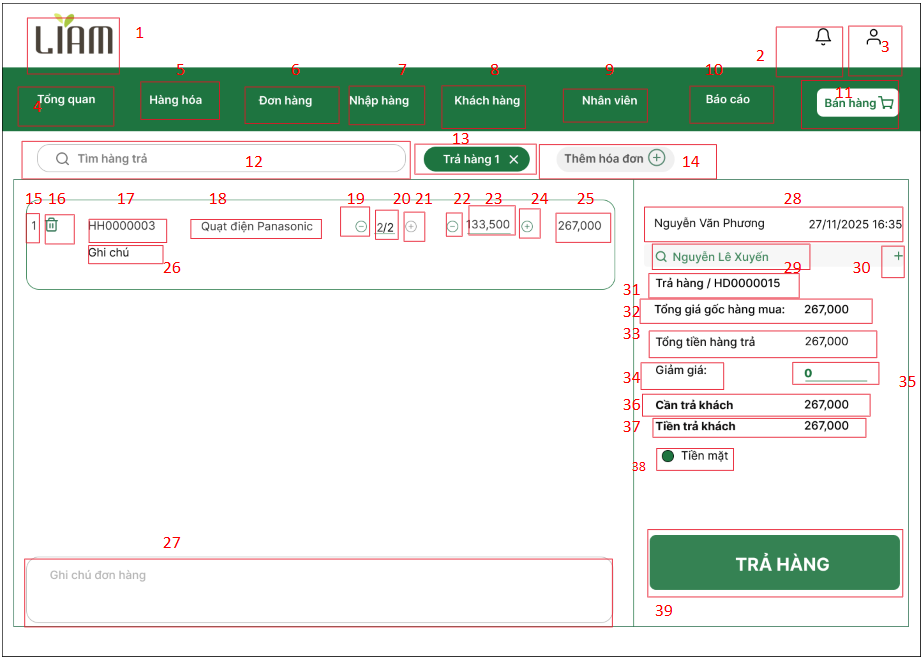 LIAM
1
2
3
4
5
6
7
8
9
10
11
Tổng quan
Hàng hóa
Đơn hàng
Nhập hàng
Khách hàng
Nhân viên
Báo cáo
Bán hàng
Tìm hàng trả
12
13
Trả hàng 1
Thêm hóa đơn
14
15
16
17
18
19
20
21
22
23
24
25
1
HH0000003
Quạt điện Panasonic
2/2
133,500
267,000
Ghi chú
26
28
Nguyễn Văn Phương
27/11/2025 16:35
Nguyễn Lê Xuyến
29
30
31
Trả hàng / HD0000015
32
Tổng giá gốc hàng mua:
267,000
33
Tổng tiền hàng trả
267,000
34
Giảm giá:
0
35
36
Cần trả khách
267,000
37
Tiền trả khách
267,000
38
Tiền mặt
27
Ghi chú đơn hàng
TRẢ HÀNG
39